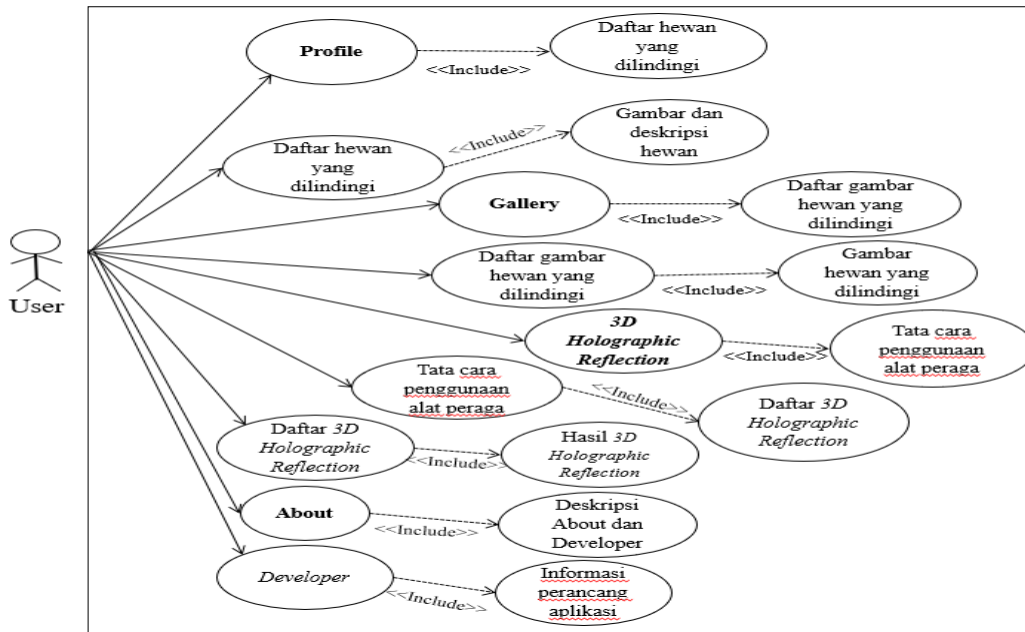 Profile
<<Include>>
Daftar hewan
yang
dilindingi
Daftar hewan
yang
dilindingi
<<Include>>
Gambar dan
deskripsi
hewan
Gallery
<<Include>>
Daftar gambar
hewan yang
dilindingi
User
Daftar gambar
hewan yang
dilindingi
<<Include>>
Gambar
hewan yang
dilindingi
3D
Holographic
Reflection
<<Include>>
Tata cara
penggunaan
alat peraga
Tata cara
penggunaan
alat peraga
<<Include>>
Daftar 3D
Holographic
Reflection
Daftar 3D
Holographic
Reflection
<<Include>>
Hasil 3D
Holographic
Reflection
About
<<Include>>
Deskripsi
About dan
Developer
Developer
<<Include>>
Informasi
perancang
aplikasi